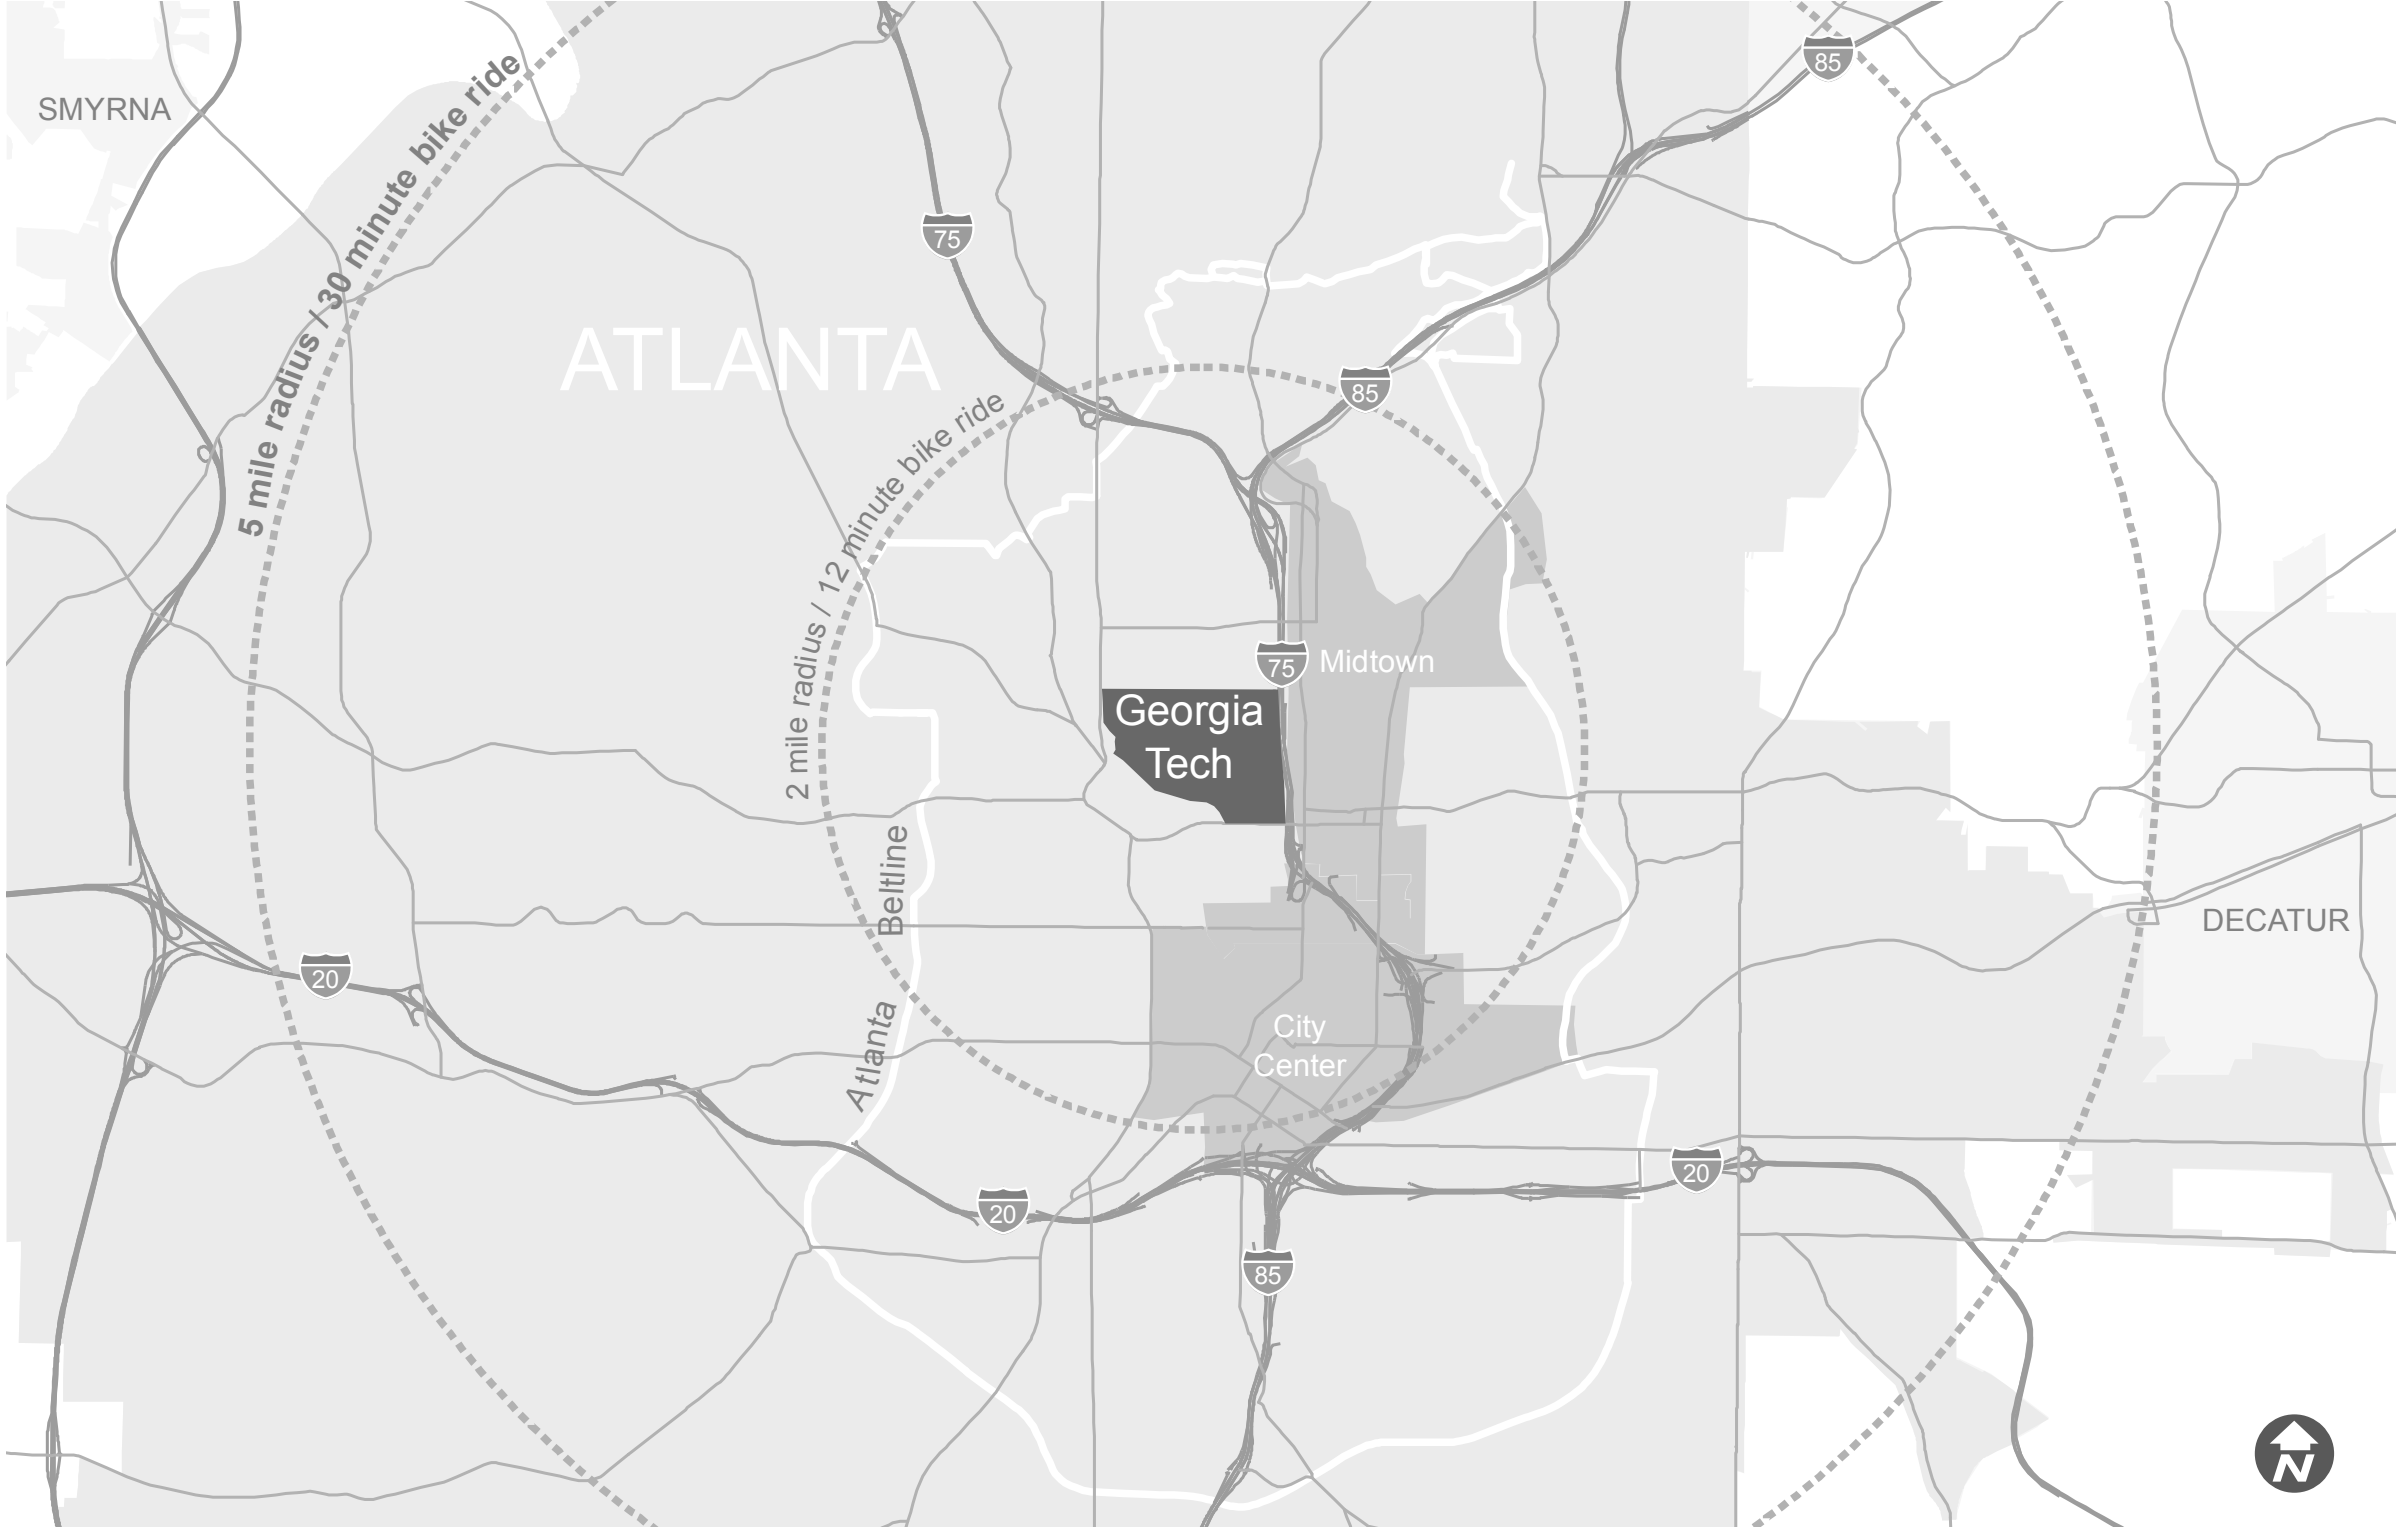 85
SMYRNA
5 mile radius / 30 minute bike ride
75
ATLANTA
85
2 mile radius / 12 minute bike ride
75
Midtown
Georgia
Tech
Atlanta Beltline
DECATUR
20
City
Center
20
20
85
N